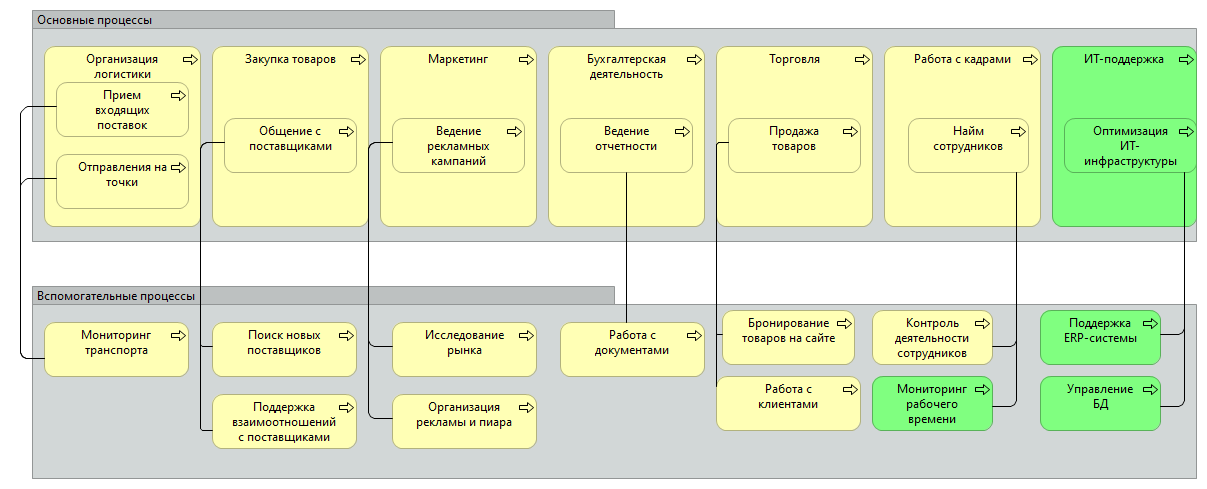 Основные процессы
Организация
логистики
Прием
входящих
поставок
Отправления на
точки
Закупка товаров
Общение с
поставщиками
Маркетинг
Ведение
рекламных
кампаний
Бухгалтерская
деятельность
Ведение
отчетности
Торговля
Продажа
товаров
Работа с кадрами
Найм
сотрудников
ИТ-поддержка
Оптимизация
ИТ-
инфраструктуры
Вспомогательные процессы
Мониторинг
транспорта
Поиск новых
поставщиков
Поддержка
взаимоотношений
с поставщиками
Исследование
рынка
Организация
рекламы и пиара
Работа с
документами
Бронирование
товаров на сайте
Работа с
клиентами
Контроль
деятельности
сотрудников
Мониторинг
рабочего
времени
Поддержка
ERP-системы
Управление
БД